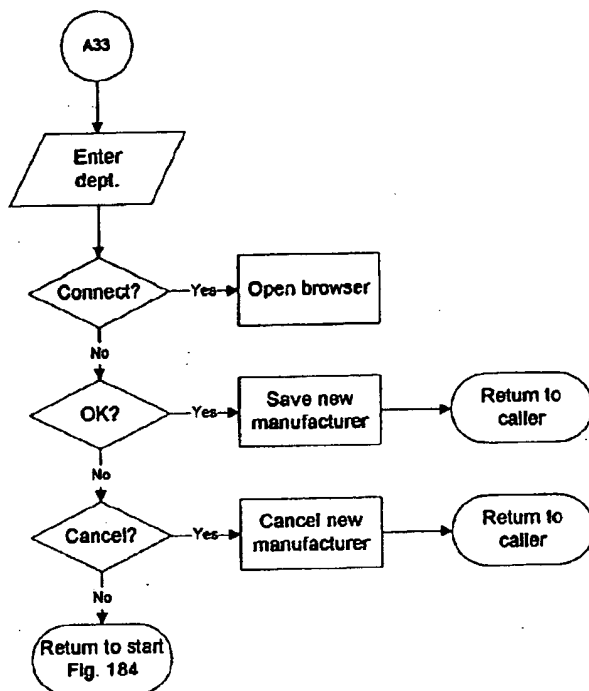 A33
Enter
dept.
Connect?
Yes
Open browser
No
OK?
Yes
Save new
manufacturer
Return to
caller
No
Cancel?
Yes
Cancel new
manufacturer
Return to
caller
No
Return to start
Fig. 184